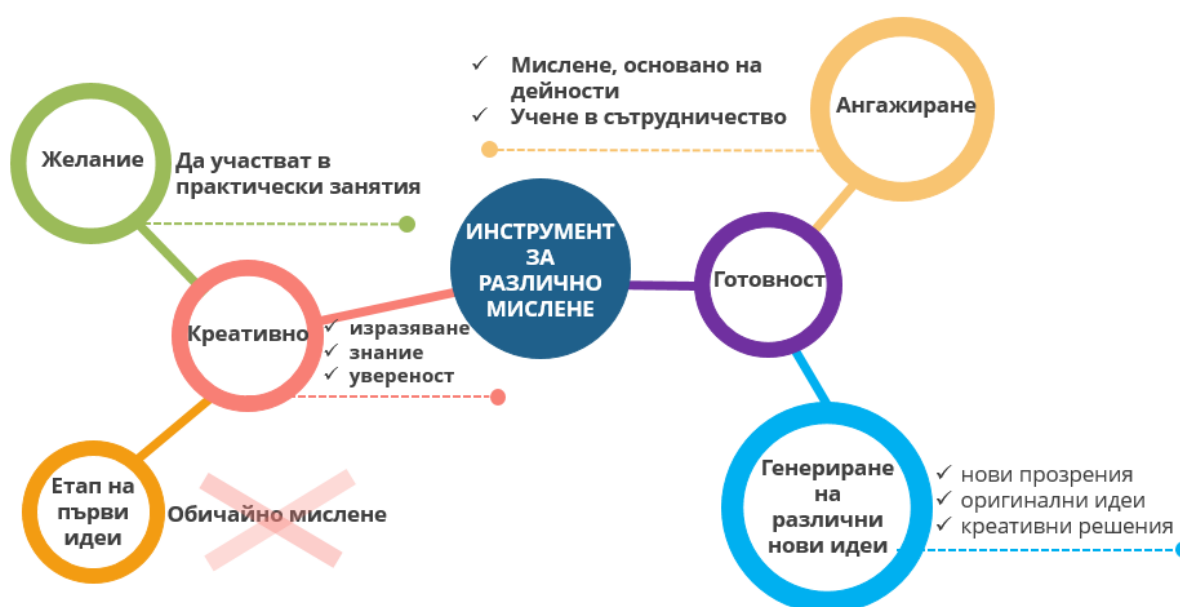 Желание
Да участват в
практически занятия
✓ Мислене, основано на
дейности
✓ Учене в сътрудничество
Ангажиране
ИНСТРУМЕНТ
ЗА
РАЗЛИЧНО
МИСЛЕНЕ
Готовност
Креативно
✓ изразяване
✓ знание
✓ увереност
Етап на
първи
идеи
Обичайно мислене
Генериране
на
различни
нови идеи
✓ нови прозрения
✓ оригинални идеи
✓ креативни решения